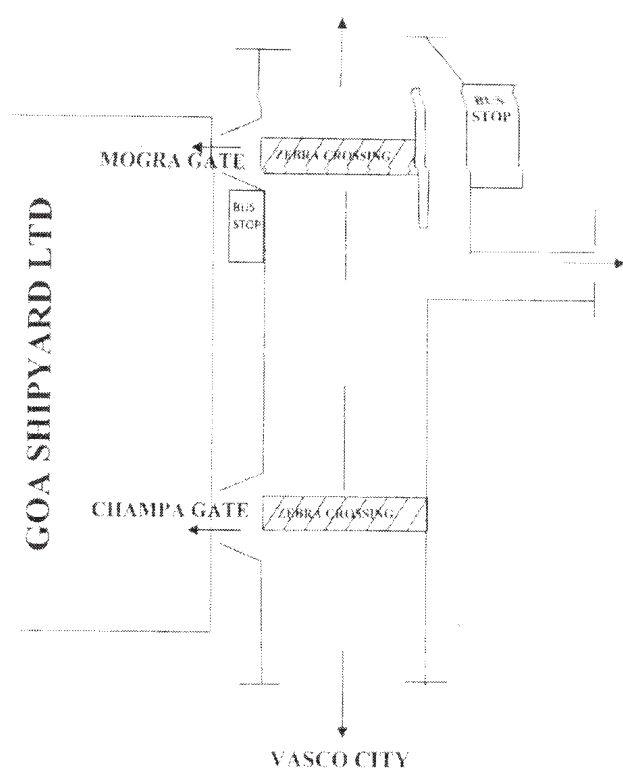 BUS
STOP
MOGRA GATE
ZEBRA CROSSING
BUS
STOP
GOA SHIPYARD LTD
CHAMPA GATE
ZEBRA CROSSING
VASCO CITY